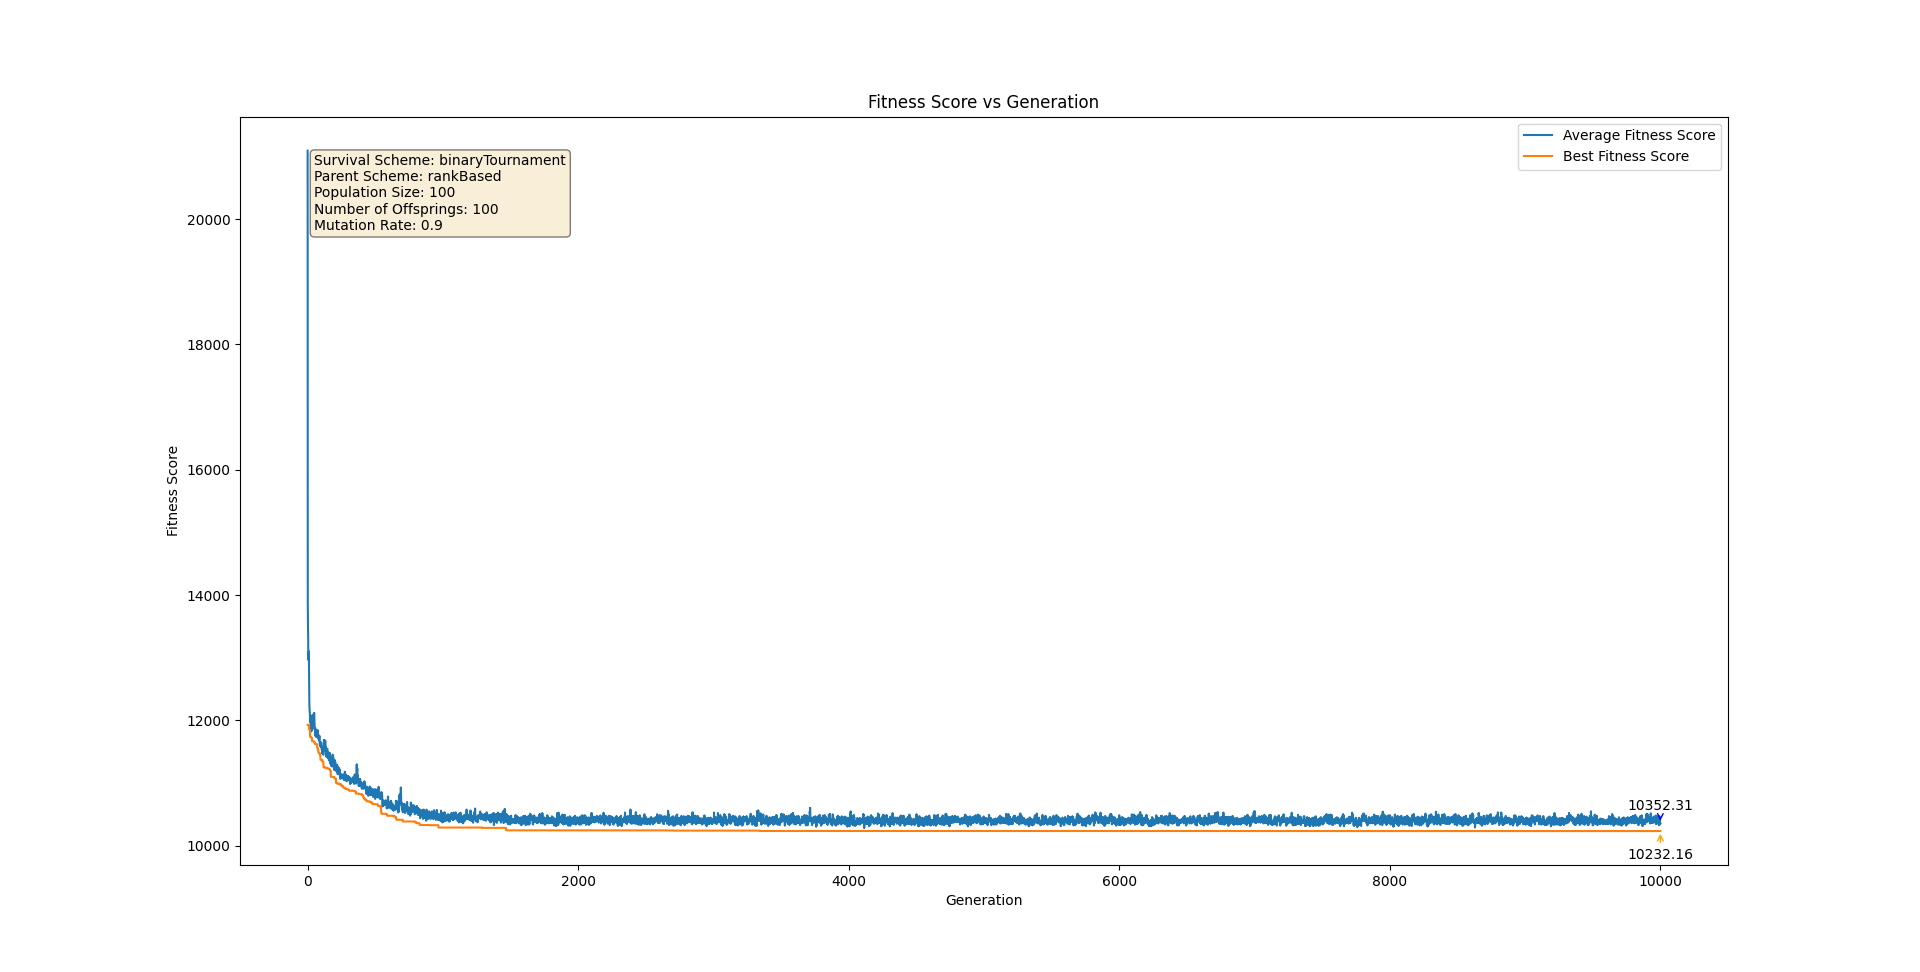 Fitness Score vs Generation
Average Fitness Score
Best Fitness Score
Survival Scheme: binaryTournament
Parent Scheme: rankBased
Population Size: 100
Number of Offsprings: 100
Mutation Rate: 0.9
Fitness Score
20000
18000
16000
14000
12000
10000
10352.31
10232.16
0
2000
4000
6000
8000
10000
Generation